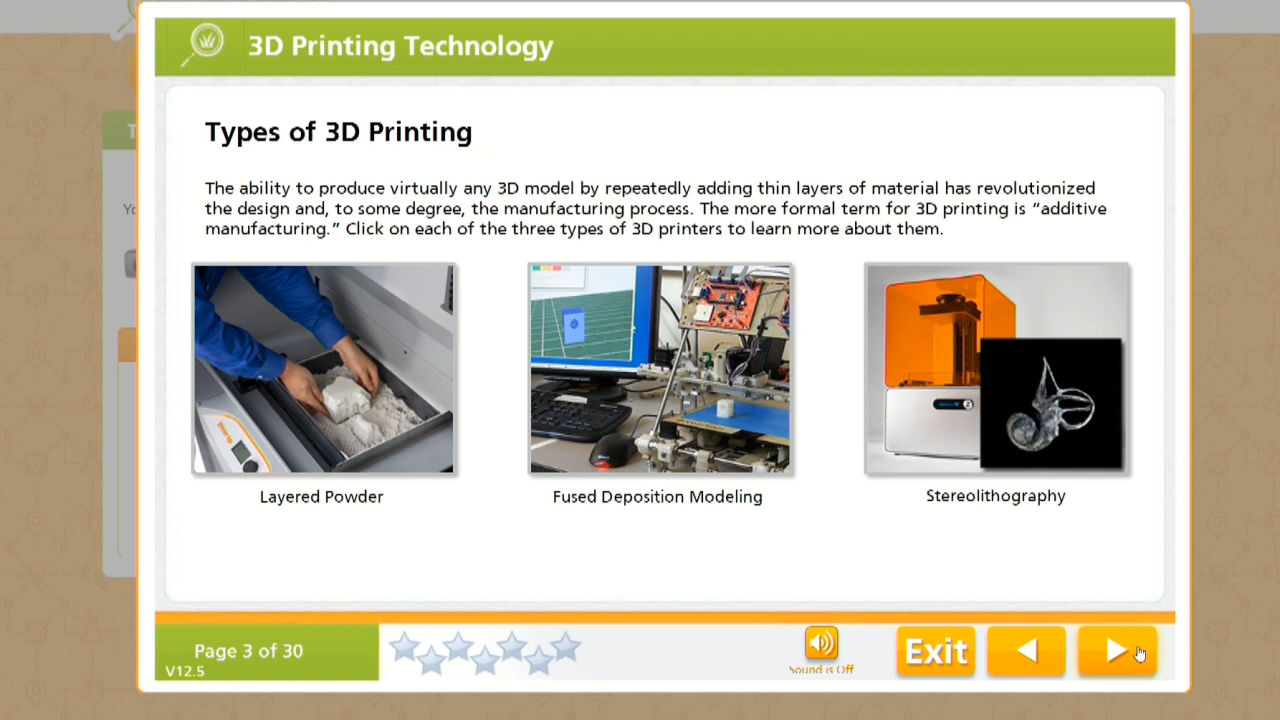 3D Printing Technology
Types of 3D Printing
The ability to produce virtually any 3D model by repeatedly adding thin layers of material has revolutionized
the design and, to some degree, the manufacturing process. The more formal term for 3D printing is “additive
manufacturing.” Click on each of the three types of 3D printers to learn more about them.
Layered Powder
Fused Deposition Modeling
Stereolithography
Page 3 of 30
V12.5
Sound is Off
Exit